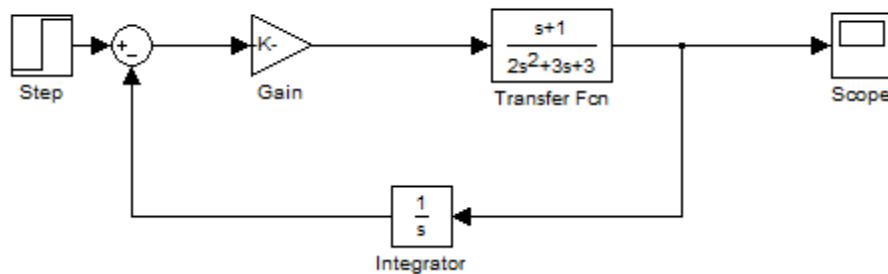 +
−
K-
s+1
2s²+3s+3
Step
Gain
Transfer Fcn
Scope
1
s
Integrator